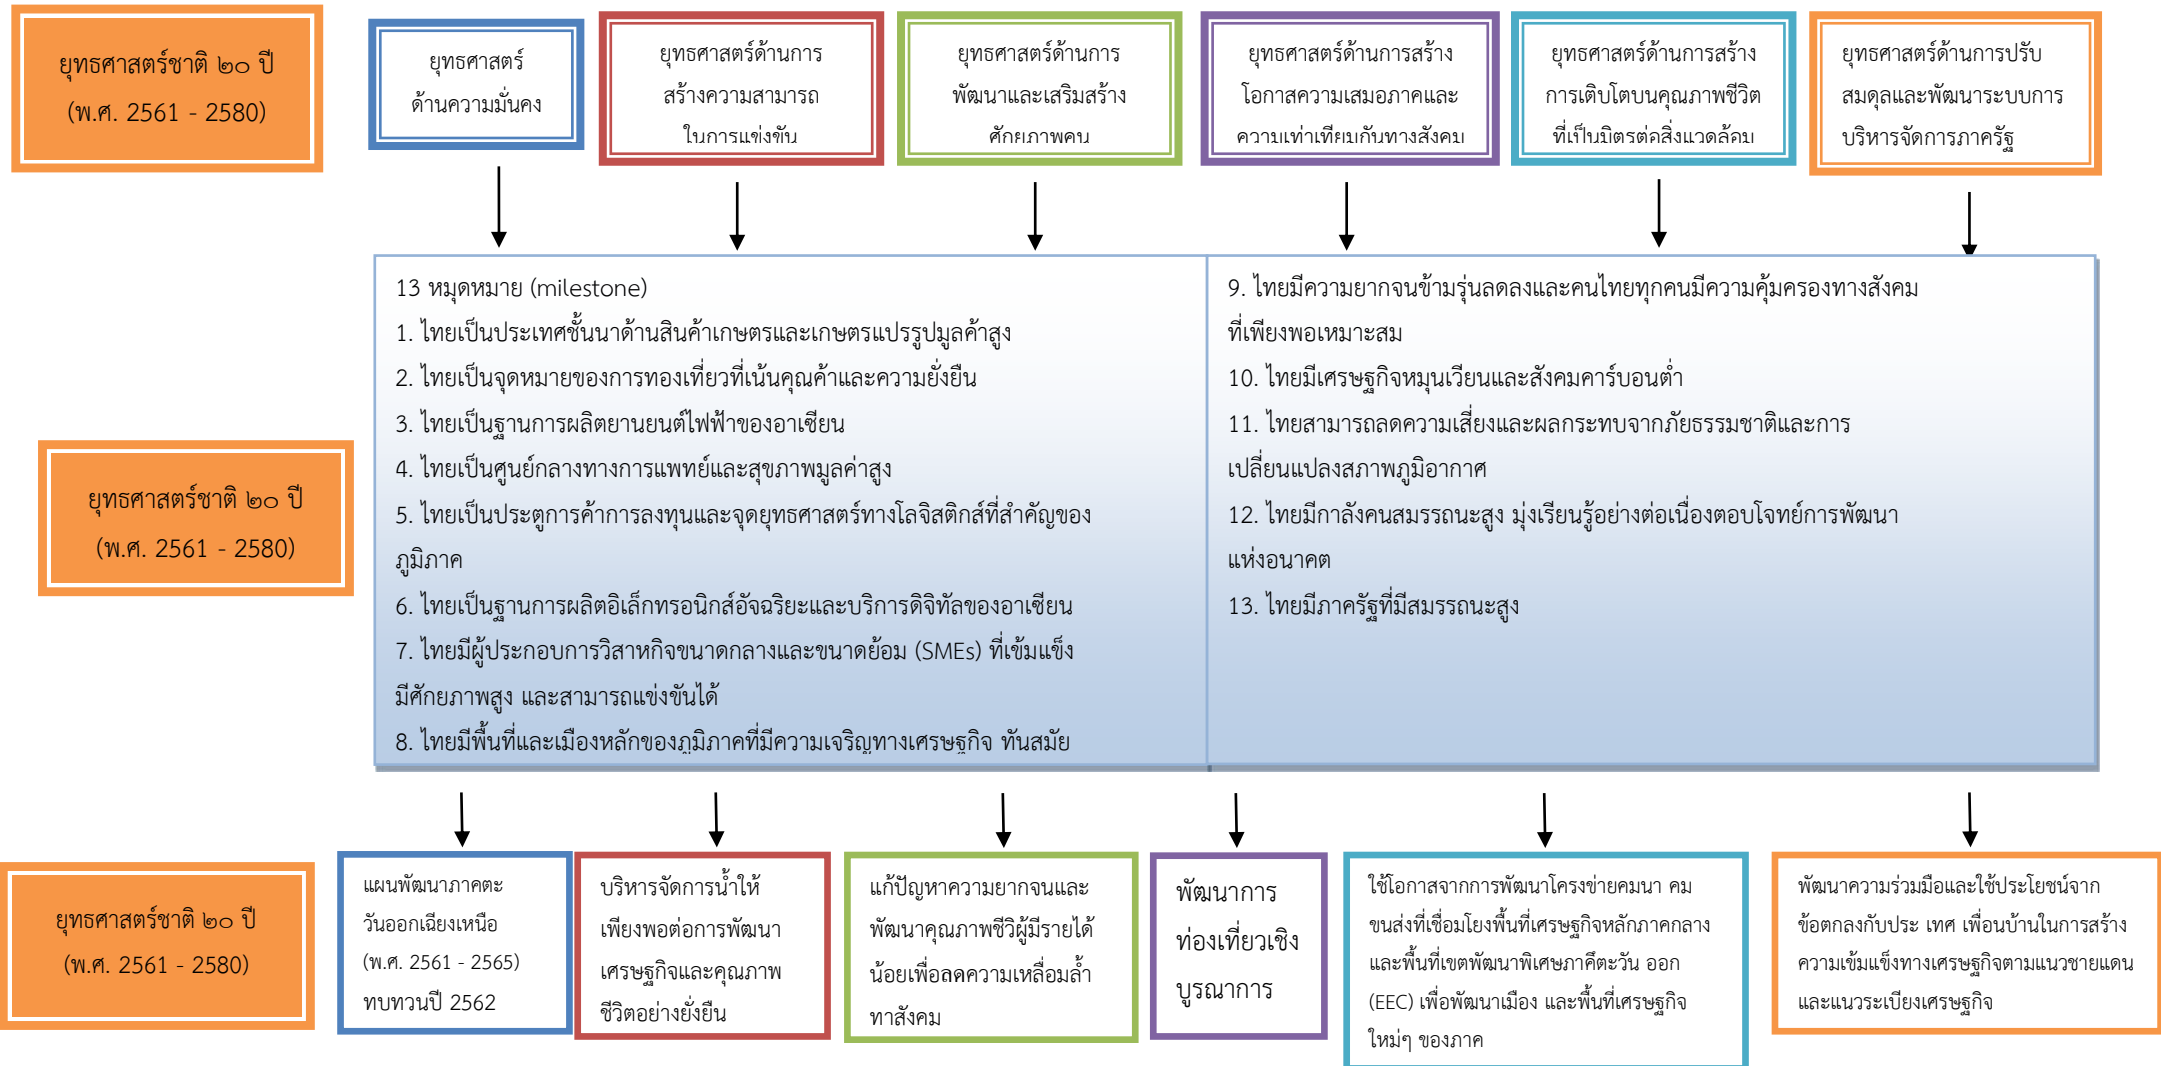 ยุทธศาสตร์ชาติ ๒๐ ปี
(พ.ศ. 2561 - 2580)
ยุทธศาสตร์
ด้านความมั่นคง
ยุทธศาสตร์ด้านการ
สร้างความสามารถ
ในการแข่งขัน
ยุทธศาสตร์ด้านการ
พัฒนาและเสริมสร้าง
ศักยภาพคน
ยุทธศาสตร์ด้านการสร้าง
โอกาสความเสมอภาคและ
ความเท่าเทียมกันทางสังคม
ยุทธศาสตร์ด้านการสร้าง
การเติบโตบนคุณภาพชีวิต
ที่เป็นมิตรต่อสิ่งแวดล้อม
ยุทธศาสตร์ด้านการปรับ
สมดุลและพัฒนาระบบการ
บริหารจัดการภาครัฐ
ยุทธศาสตร์ชาติ ๒๐ ปี
(พ.ศ. 2561 - 2580)
13 หมุดหมาย (milestone)
1. ไทยเป็นประเทศชั้นนาด้านสินค้าเกษตรและเกษตรแปรรูปมูลค้าสูง
2. ไทยเป็นจุดหมายของการทองเที่ยวที่เน้นคุณค้าและความยั่งยืน
3. ไทยเป็นฐานการผลิตยานยนต์ไฟฟ้าของอาเซียน
4. ไทยเป็นศูนย์กลางทางการแพทย์และสุขภาพมูลค่าสูง
5. ไทยเป็นประตูการค้าการลงทุนและจุดยุทธศาสตร์ทางโลจิสติกส์ที่สำคัญของ
ภูมิภาค
6. ไทยเป็นฐานการผลิตอิเล็กทรอนิกส์อัจฉริยะและบริการดิจิทัลของอาเซียน
7. ไทยมีผู้ประกอบการวิสาหกิจขนาดกลางและขนาดย้อม (SMEs) ที่เข้มแข็ง
มีศักยภาพสูง และสามารถแข่งขันได้
8. ไทยมีพื้นที่และเมืองหลักของภูมิภาคที่มีความเจริญทางเศรษฐกิจ ทันสมัย
9. ไทยมีความยากจนข้ามรุ่นลดลงและคนไทยทุกคนมีความคุ้มครองทางสังคม
ที่เพียงพอเหมาะสม
10. ไทยมีเศรษฐกิจหมุนเวียนและสังคมคาร์บอนต่ำ
11. ไทยสามารถลดความเสี่ยงและผลกระทบจากภัยธรรมชาติและการ
เปลี่ยนแปลงสภาพภูมิอากาศ
12. ไทยมีกาลังคนสมรรถนะสูง มุ่งเรียนรู้อย่างต่อเนื่องตอบโจทย์การพัฒนา
แห่งอนาคต
13. ไทยมีภาครัฐที่มีสมรรถนะสูง
ยุทธศาสตร์ชาติ ๒๐ ปี
(พ.ศ. 2561 - 2580)
แผนพัฒนาภาคตะ
วันออกเฉียงเหนือ
(พ.ศ. 2561 - 2565)
ทบทวนปี 2562
บริหารจัดการน้ำให้
เพียงพอต่อการพัฒนา
เศรษฐกิจและคุณภาพ
ชีวิตอย่างยั่งยืน
แก้ปัญหาความยากจนและ
พัฒนาคุณภาพชีวิผู้มีรายได้
น้อยเพื่อลดความเหลื่อมล้ำ
ทาสังคม
พัฒนาการ
ท่องเที่ยวเชิง
บูรณาการ
ใช้โอกาสจากการพัฒนาโครงข่ายคมนา คม
ขนส่งที่เชื่อมโยงพื้นที่เศรษฐกิจหลักภาคกลาง
และพื้นที่เขตพัฒนาพิเศษภาคึตะวัน ออก
(EEC) เพื่อพัฒนาเมือง และพื้นที่เศรษฐกิจ
ใหม่ๆ ของภาค
พัฒนาความร่วมมือและใช้ประโยชน์จาก
ข้อตกลงกับประ เทศ เพื่อนบ้านในการสร้าง
ความเข้มแข็งทางเศรษฐกิจตามแนวชายแดน
และแนวระเบียงเศรษฐกิจ